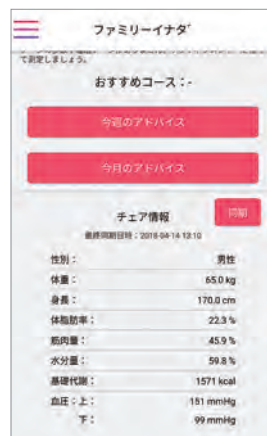 ファミリーイナダ
て測定しましょう。
おすすめコース：-
今週のアドバイス
今月のアドバイス
チェア情報
同期
最終同期日時：2018-04-14 13:10
性別：
男性
体重：
65.0 kg
身長：
170.0 cm
体脂肪率：
22.3 %
筋肉量：
45.9 %
水分量：
59.8 %
基礎代謝：
1571 kcal
血圧：上：
151 mmHg
下：
99 mmHg